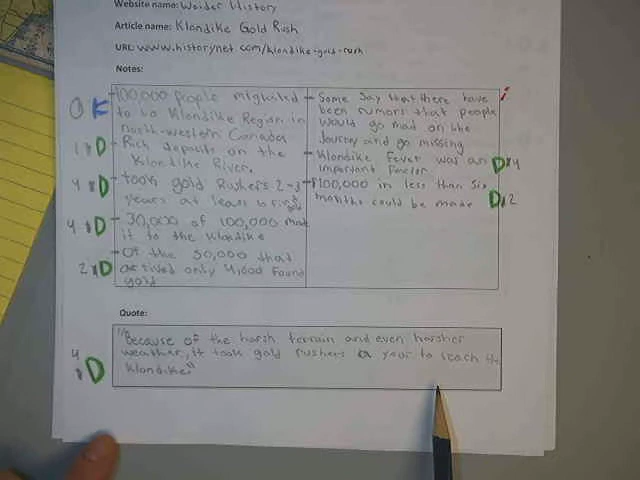 Website name: Weider History
Article name: Klondike Gold Rush
URL: www.historynet.com/klondike-gold-rush
Notes:
100,000 people migrated
to the Klondike Region in
north-western Canada
Rich deposits on the
Klondike River.
took gold Rushers 2-3
years at least
30,000 of 100,000 made
it to the Klondike
Of the 30,000 that
arrived only 4,000 found
gold
O K
1 D
4 D
4 D
2 D
Some Say that there have
been rumors that people
would go mad on the
Journey and go missing
Klondike Fever was an
important Factor
$100,000 in less than Six
months could be made
i
D 4
D 2
Quote:
"Because of the harsh terrain and even harsher
weather, it took gold rushers a year to reach the
Klondike"
4
D